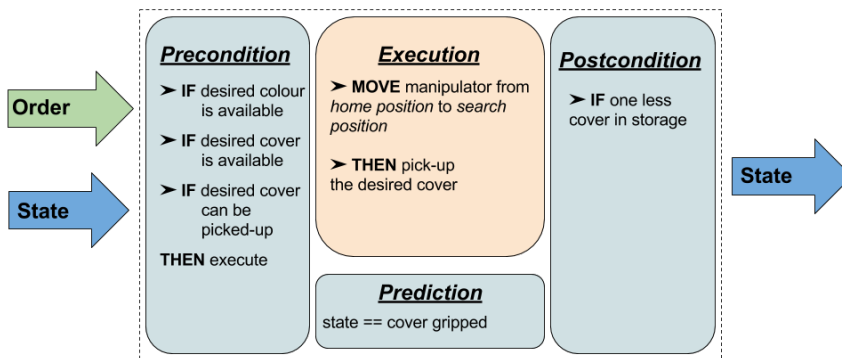 Order
State
Precondition
➤ IF desired colour
is available
➤ IF desired cover
is available
➤ IF desired cover
can be
picked-up
THEN execute
Execution
➤ MOVE manipulator from
home position to search
position
➤ THEN pick-up
the desired cover
Prediction
state == cover gripped
Postcondition
➤ IF one less
cover in storage
State